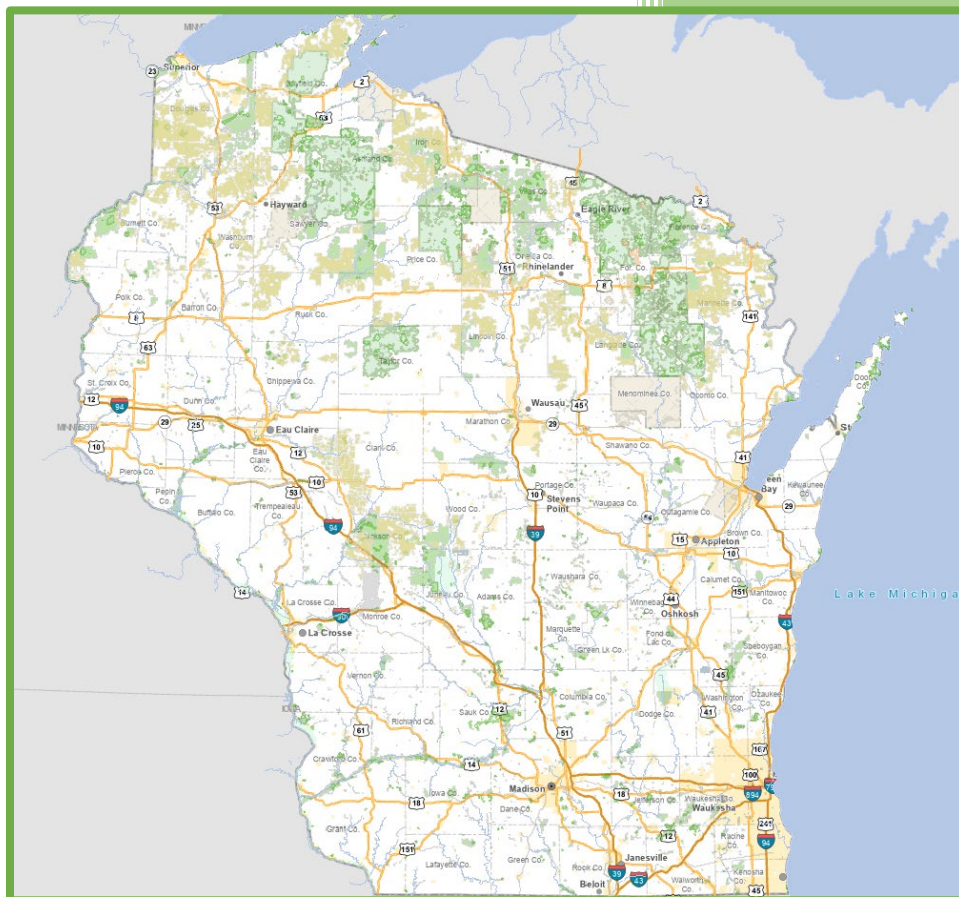 Superior
23
2
Bayfield Co.
Douglas Co.
63
Ashland Co.
Iron Co.
Hayward
53
Sawyer Co.
Burnett Co.
Washburn Co.
Vilas Co.
45
Eagle River
2
Florence Co.
Price Co.
Oneida Co.
51
Rhinelander
For. Co.
8
Polk Co.
8
Barron Co.
Rusk Co.
Lincoln Co.
Marinette Co.
141
63
Taylor Co.
Langlade Co.
St. Croix Co.
12
94
Dunn Co.
Chippewa Co.
Menominee Co.
Oconto Co.
Door Co.
MINNESOTA
29
25
Eau Claire
Wausau
45
Marathon Co.
29
St
10
Eau Claire Co.
12
Clark Co.
Shawano Co.
41
Pierce Co.
10
Pepin Co.
53
Buffalo Co.
Trempealeau Co.
Wood Co.
Portage Co.
10
Stevens Point
Waupaca Co.
Outagamie Co.
een Bay
Kewaunee Co.
29
94
39
15
Appleton
Brown Co.
10
Jackson Co.
14
Juneau Co.
Adams Co.
Waushara Co.
Calumet Co.
151
Manitowoc Co.
Lake Michiga
La Crosse Co.
90
Monroe Co.
44
Winnebago
Oshkosh
43
La Crosse
Marquette Co.
Green Lk Co.
Fond du Lac Co.
Sheboygan Co.
Vernon Co.
45
IOWA
Sauk Co.
12
Columbia Co.
Dodge Co.
Washington Co.
Ozaukee Co.
41
61
Richland Co.
51
167
Crawford Co.
14
100
Iowa Co.
18
Madison
Dane Co.
18
Jefferson Co.
Waukesha Co.
894
Waukesha
12
241
Grant Co.
Racine Co.
94
151
Lafayette Co.
Green Co.
Rock Co.
Janesville
39
43
Walworth Co.
Kenosha Co.
Beloit
45